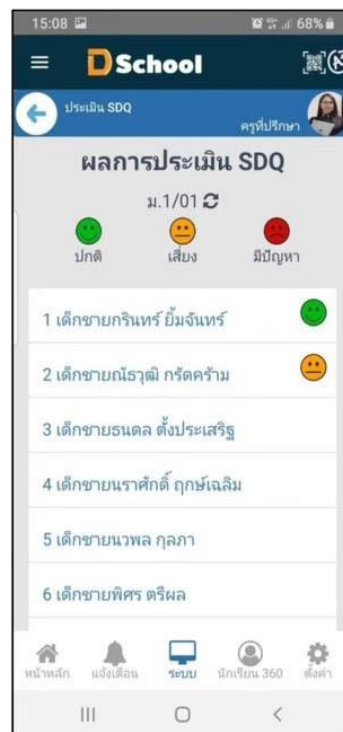 15:08 68%
DSchool
ประเมิน SDQ
ครูที่ปรึกษา
ผลการประเมิน SDQ
ม.1/01
ปกติ เสี่ยง มีปัญหา
1 เด็กชายกรินทร์ ยิ้มจันทร์
2 เด็กชายณัธวุฒิ กรัดคร้าม
3 เด็กชายธนดล ตั้งประเสริฐ
4 เด็กชายนราศักดิ์ ฤกษ์เฉลิม
5 เด็กชายนวพล กุลภา
6 เด็กชายพิศร ตรีผล
หน้าหลัก แจ้งเตือน ระบบ นักเรียน 360 ตั้งค่า